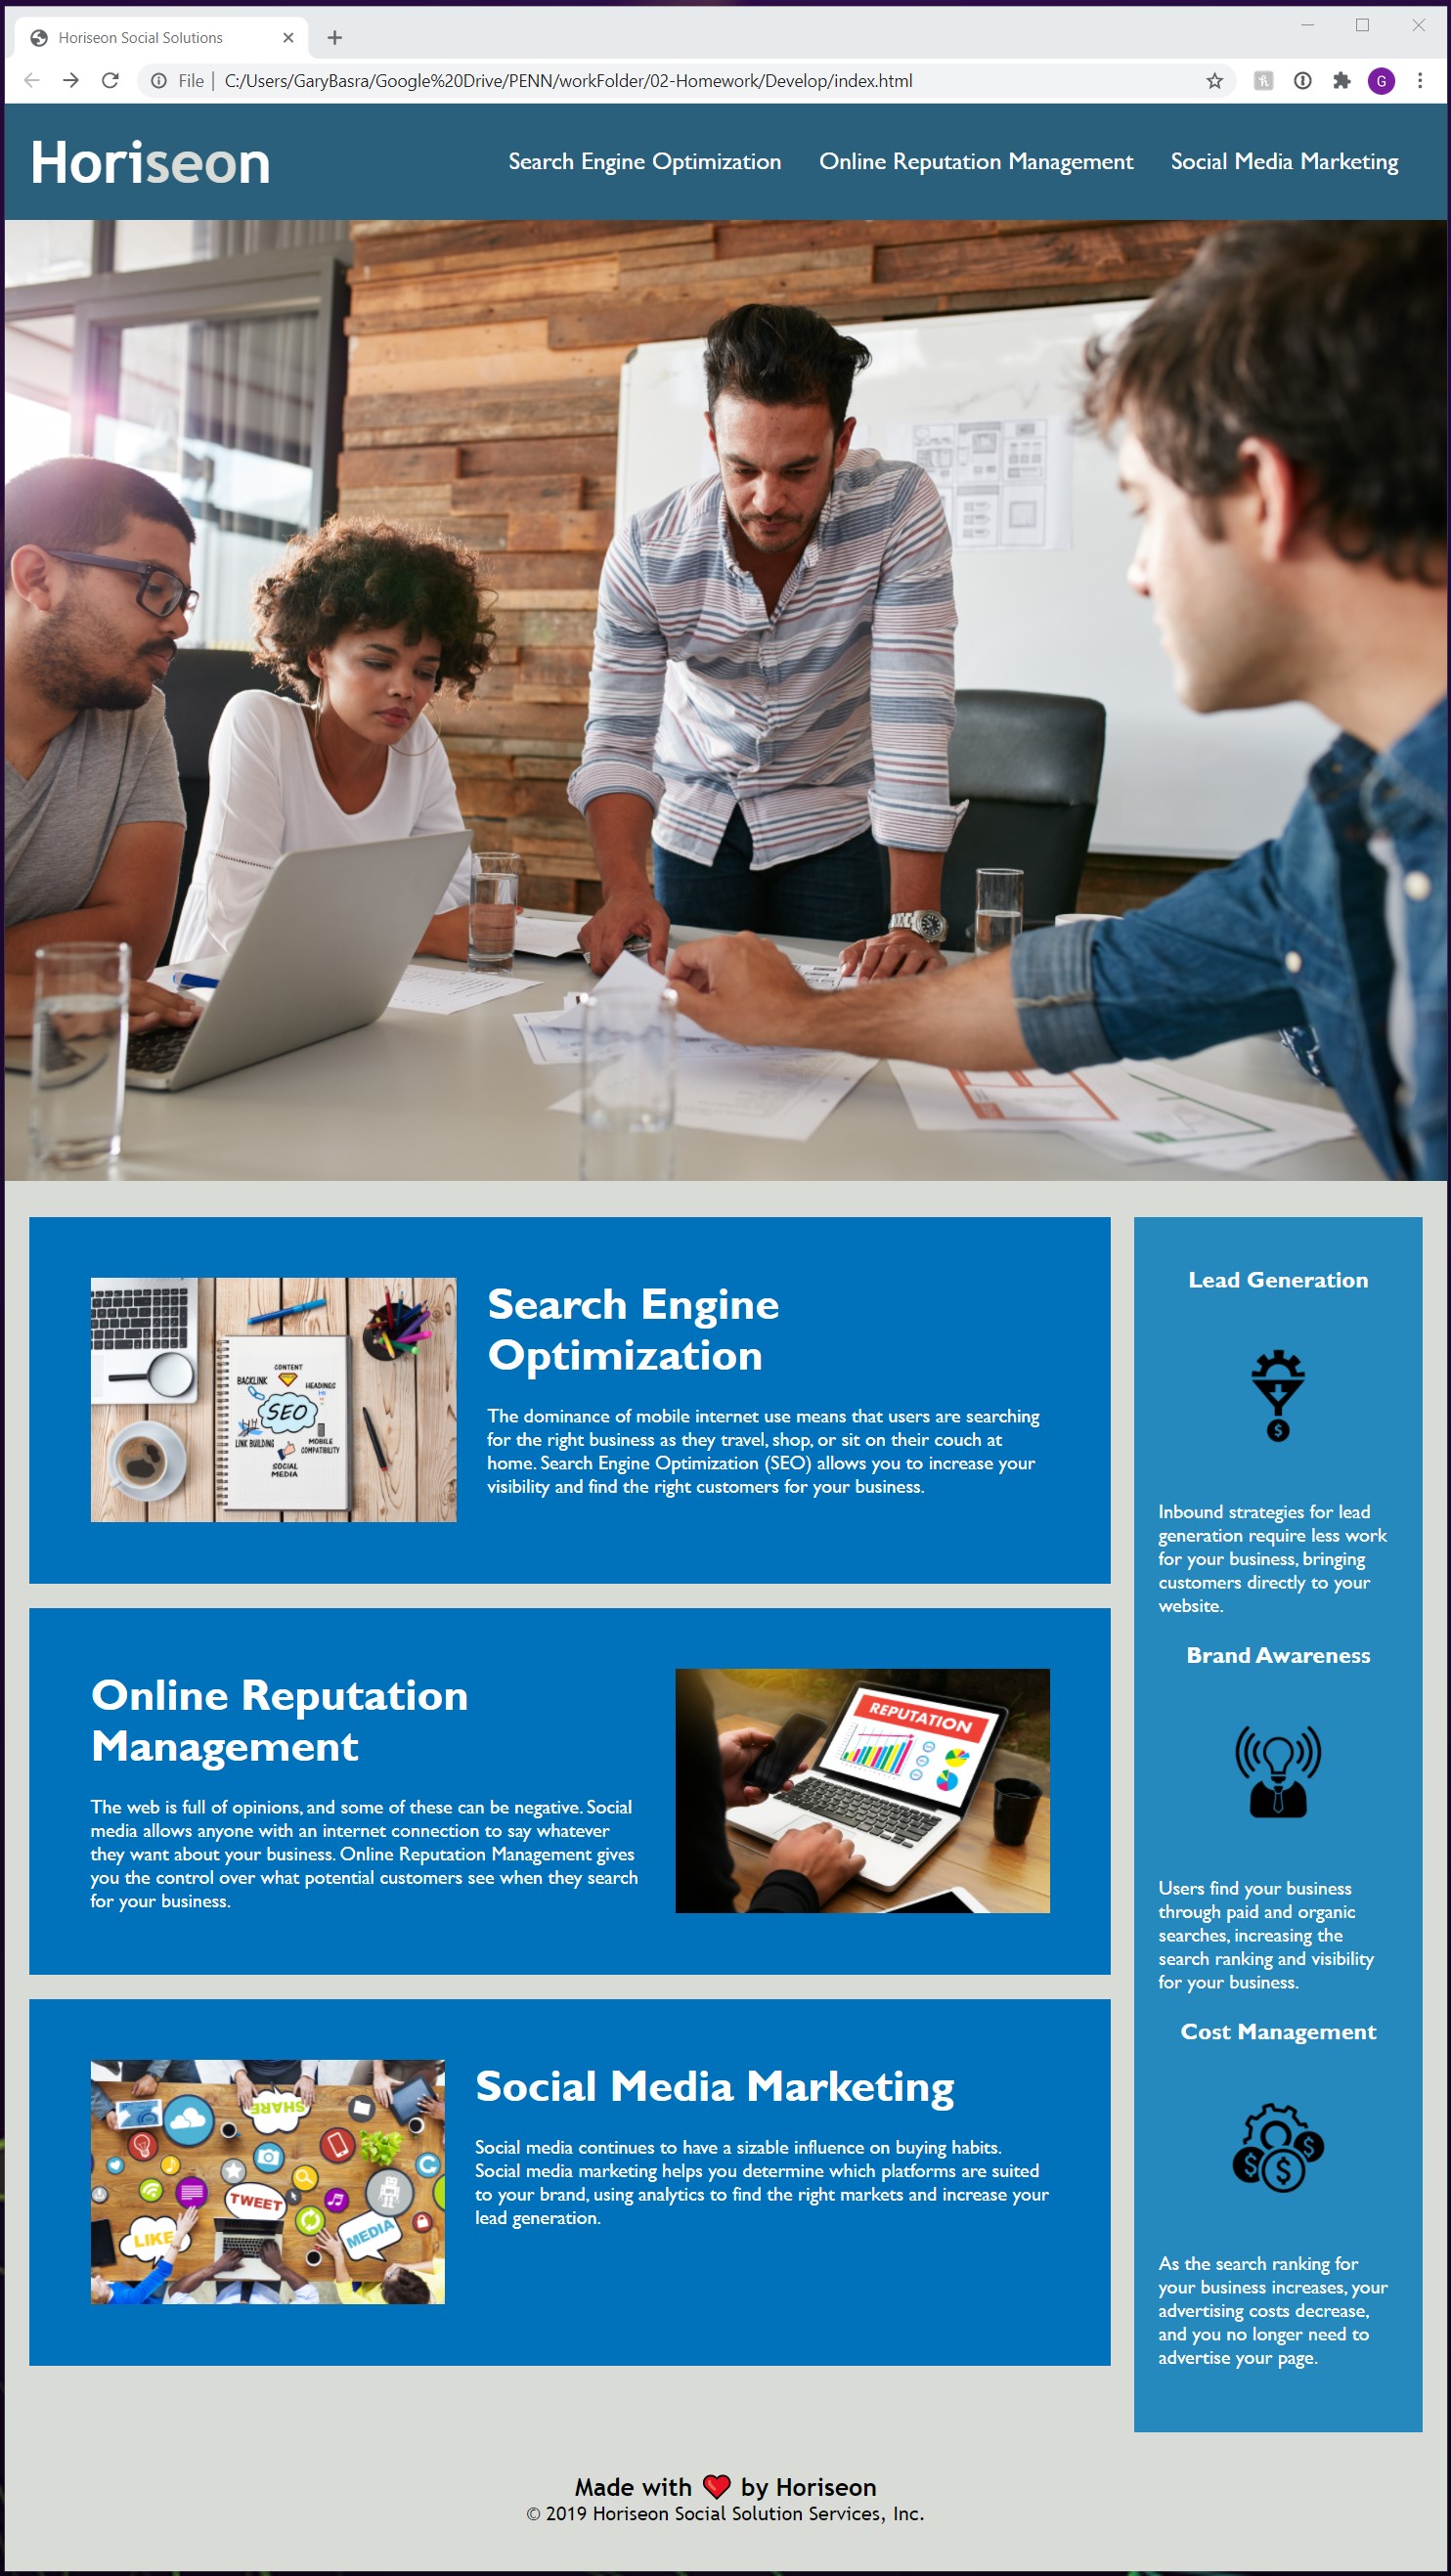 Horiseon Social Solutions
File | C:/Users/GaryBasra/Google%20Drive/PENN/workFolder/02-Homework/Develop/index.html
G
Horiseon
Search Engine Optimization Online Reputation Management Social Media Marketing
CONTENT
BACKLINK
HEADINGS
SEO
LINK BUILDING
MOBILE
COMPATIBILITY
SOCIAL
MEDIA
Search Engine
Optimization
The dominance of mobile internet use means that users are searching
for the right business as they travel, shop, or sit on their couch at
home. Search Engine Optimization (SEO) allows you to increase your
visibility and find the right customers for your business.
Online Reputation
Management
The web is full of opinions, and some of these can be negative. Social
media allows anyone with an internet connection to say whatever
they want about your business. Online Reputation Management gives
you the control over what potential customers see when they search
for your business.
REPUTATION
SHARE
TWEET
LIKE
MEDIA
Social Media Marketing
Social media continues to have a sizable influence on buying habits.
Social media marketing helps you determine which platforms are suited
to your brand, using analytics to find the right markets and increase your
lead generation.
Lead Generation
$
Inbound strategies for lead
generation require less work
for your business, bringing
customers directly to your
website.
Brand Awareness
Users find your business
through paid and organic
searches, increasing the
search ranking and visibility
for your business.
Cost Management
$ $ $
As the search ranking for
your business increases, your
advertising costs decrease,
and you no longer need to
advertise your page.
Made with ❤️ by Horiseon
© 2019 Horiseon Social Solution Services, Inc.